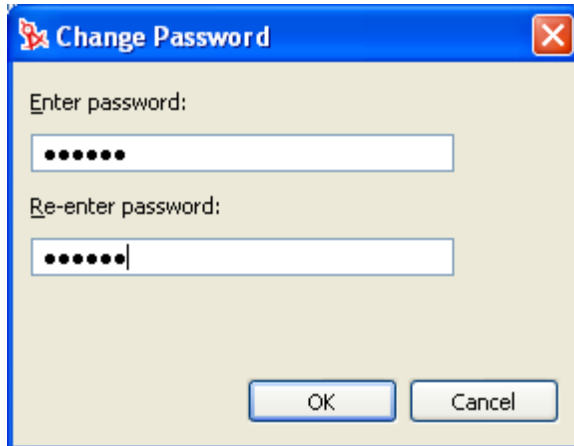 Change Password
Enter password:
●●●●●●
Re-enter password:
●●●●●●
OK Cancel